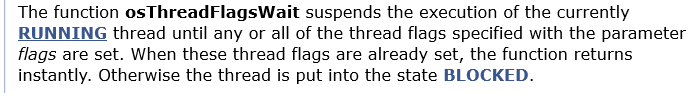 The function osThreadFlagsWait suspends the execution of the currently
RUNNING thread until any or all of the thread flags specified with the parameter
flags are set. When these thread flags are already set, the function returns
instantly. Otherwise the thread is put into the state BLOCKED.